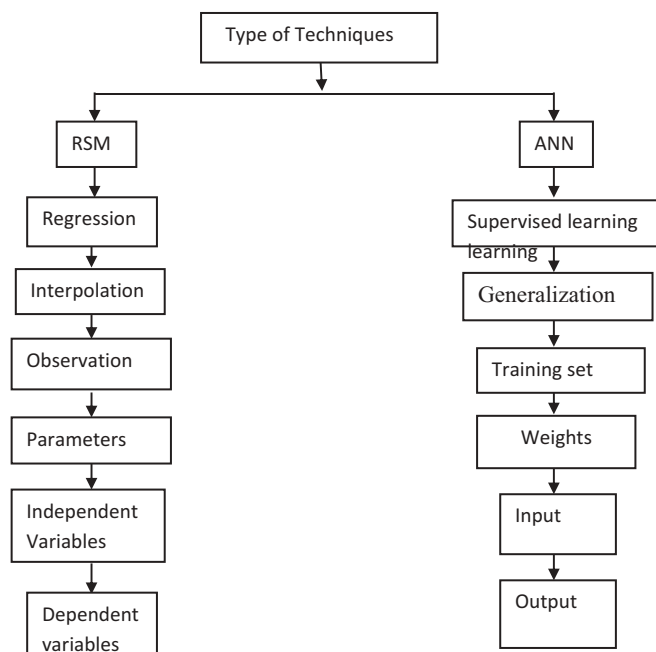 Type of Techniques
RSM
Regression
Interpolation
Observation
Parameters
Independent
Variables
Dependent
variables
ANN
Supervised learning
learning
Generalization
Training set
Weights
Input
Output